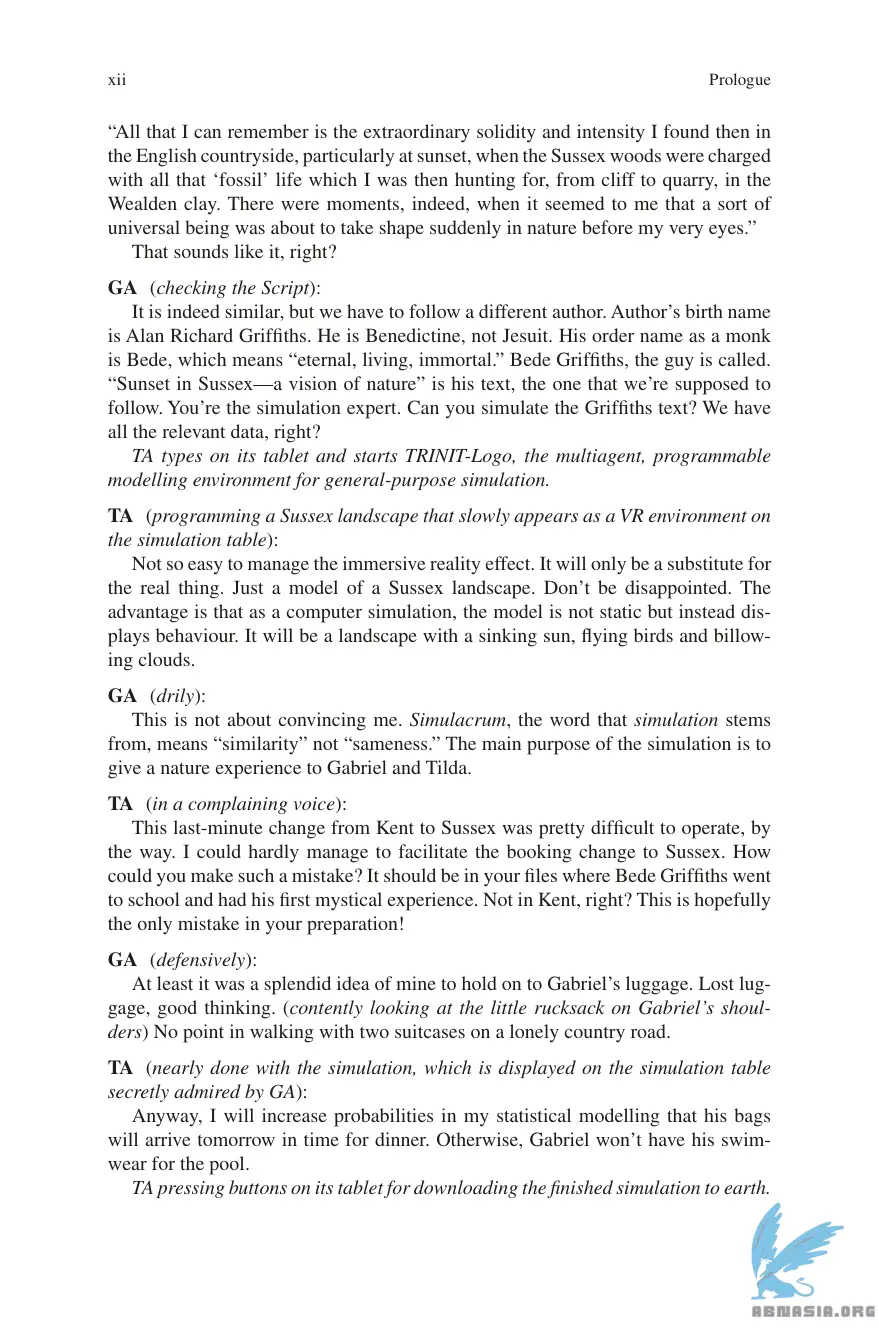 xii
Prologue
“All that I can remember is the extraordinary solidity and intensity I found then in
the English countryside, particularly at sunset, when the Sussex woods were charged
with all that ‘fossil’ life which I was then hunting for, from cliff to quarry, in the
Wealden clay. There were moments, indeed, when it seemed to me that a sort of
universal being was about to take shape suddenly in nature before my very eyes.”
That sounds like it, right?
GA (checking the Script):
It is indeed similar, but we have to follow a different author. Author’s birth name
is Alan Richard Griffiths. He is Benedictine, not Jesuit. His order name as a monk
is Bede, which means “eternal, living, immortal.” Bede Griffiths, the guy is called.
“Sunset in Sussex—a vision of nature” is his text, the one that we’re supposed to
follow. You’re the simulation expert. Can you simulate the Griffiths text? We have
all the relevant data, right?
TA types on its tablet and starts TRINIT-Logo, the multiagent, programmable
modelling environment for general-purpose simulation.
TA (programming a Sussex landscape that slowly appears as a VR environment on
the simulation table):
Not so easy to manage the immersive reality effect. It will only be a substitute for
the real thing. Just a model of a Sussex landscape. Don’t be disappointed. The
advantage is that as a computer simulation, the model is not static but instead dis-
plays behaviour. It will be a landscape with a sinking sun, flying birds and billow-
ing clouds.
GA (drily):
This is not about convincing me. Simulacrum, the word that simulation stems
from, means “similarity” not “sameness.” The main purpose of the simulation is to
give a nature experience to Gabriel and Tilda.
TA (in a complaining voice):
This last-minute change from Kent to Sussex was pretty difficult to operate, by
the way. I could hardly manage to facilitate the booking change to Sussex. How
could you make such a mistake? It should be in your files where Bede Griffiths went
to school and had his first mystical experience. Not in Kent, right? This is hopefully
the only mistake in your preparation!
GA (defensively):
At least it was a splendid idea of mine to hold on to Gabriel’s luggage. Lost lug-
gage, good thinking. (contently looking at the little rucksack on Gabriel’s shoul-
ders) No point in walking with two suitcases on a lonely country road.
TA (nearly done with the simulation, which is displayed on the simulation table
secretly admired by GA):
Anyway, I will increase probabilities in my statistical modelling that his bags
will arrive tomorrow in time for dinner. Otherwise, Gabriel won’t have his swim-
wear for the pool.
TA pressing buttons on its tablet for downloading the finished simulation to earth.
ABNASIA.ORG